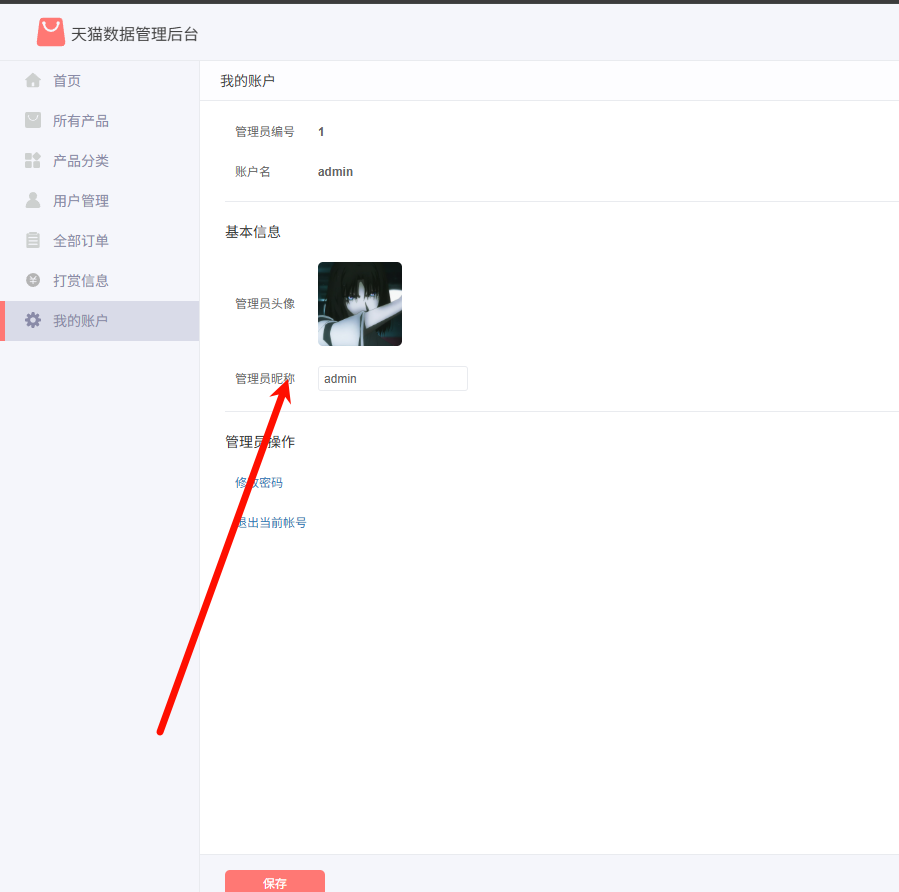 天猫数据管理后台
首页
所有产品
产品分类
用户管理
全部订单
打赏信息
我的账户
我的账户
管理员编号 1
账户名 admin
基本信息
管理员头像
管理员昵称 admin
管理员操作
修改密码
退出当前帐号
保存